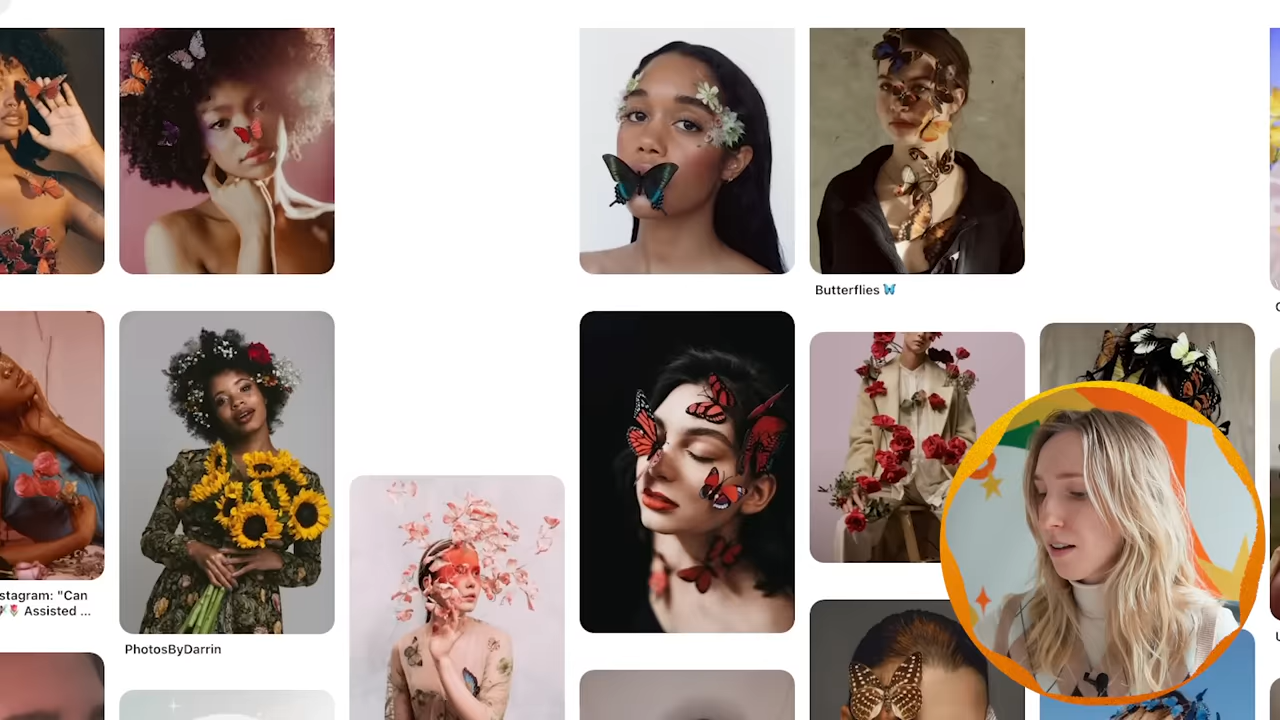 Butterflies 🦋
stagram: "Can
🌷 Assisted ...
PhotosByDarrin